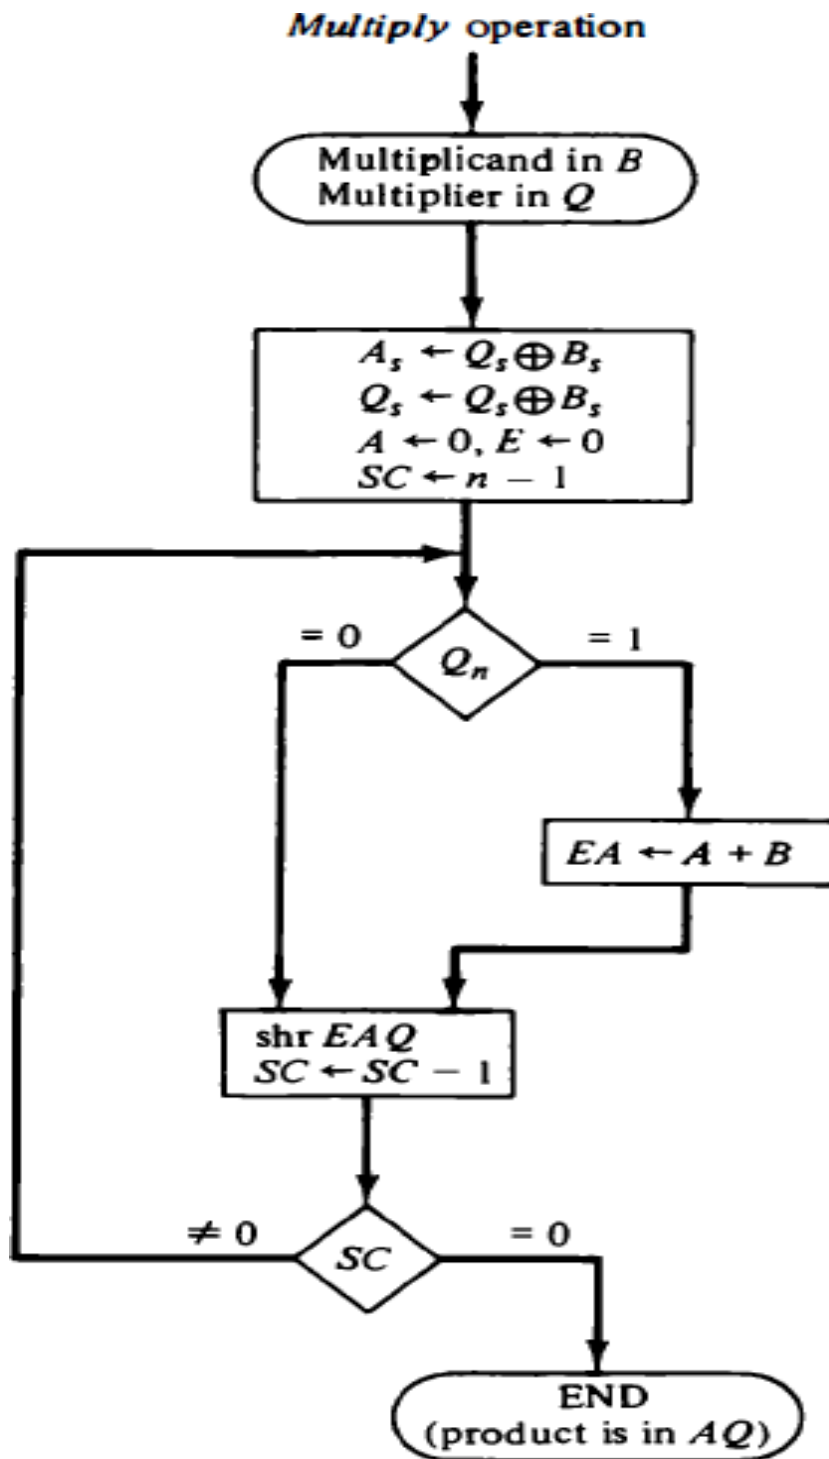 Multiply operation
Multiplicand in B
Multiplier in Q
Aₛ ← Qₛ ⊕ Bₛ
Qₛ ← Qₛ ⊕ Bₛ
A ← 0, E ← 0
SC ← n − 1
= 0
Qₙ
= 1
EA ← A + B
shr EAQ
SC ← SC − 1
≠ 0
SC
= 0
END
(product is in AQ)